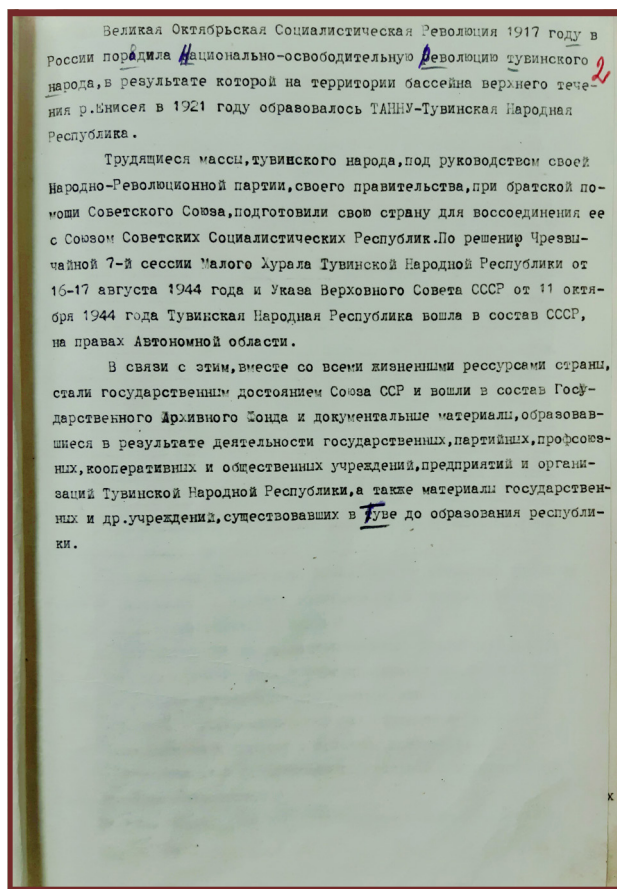 Великая Октябрьская Социалистическая Революция 1917 году в
России порадила Национально-освободительную Революцию тувинского
народа,в результате которой на территории бассейна верхнего тече-
2
ния р.Енисея в 1921 году образовалось ТАННУ-Тувинская Народная
Республика.
Трудящиеся массы,тувинского народа,под руководством своей
Народно-Революционной партии,своего правительства,при братской по-
мощи Советского Союза,подготовили свою страну для воссоединения ее
с Союзом Советских Социалистических Республик.По решению Чрезвы-
чайной 7-й сессии Малого Хурала Тувинской Народной Республики от
16-17 августа 1944 года и Указа Верховного Совета СССР от 11 октя-
бря 1944 года Тувинская Народная Республика вошла в состав СССР,
на правах Автономной области.
В связи с этим,вместе со всеми жизненными рессурсами страны,
стали государственным достоянием Союза ССР и вошли в состав Госу-
дарственного Архивного Фонда и документальные материалы,образовав-
шиеся в результате деятельности государственных,партийных,профсоюз-
ных,кооперативных и общественных учреждений,предприятий и органи-
заций Тувинской Народной Республики,а также материалы государствен-
ных и др.учреждений,существовавших в Туве до образования республи-
ки.
х